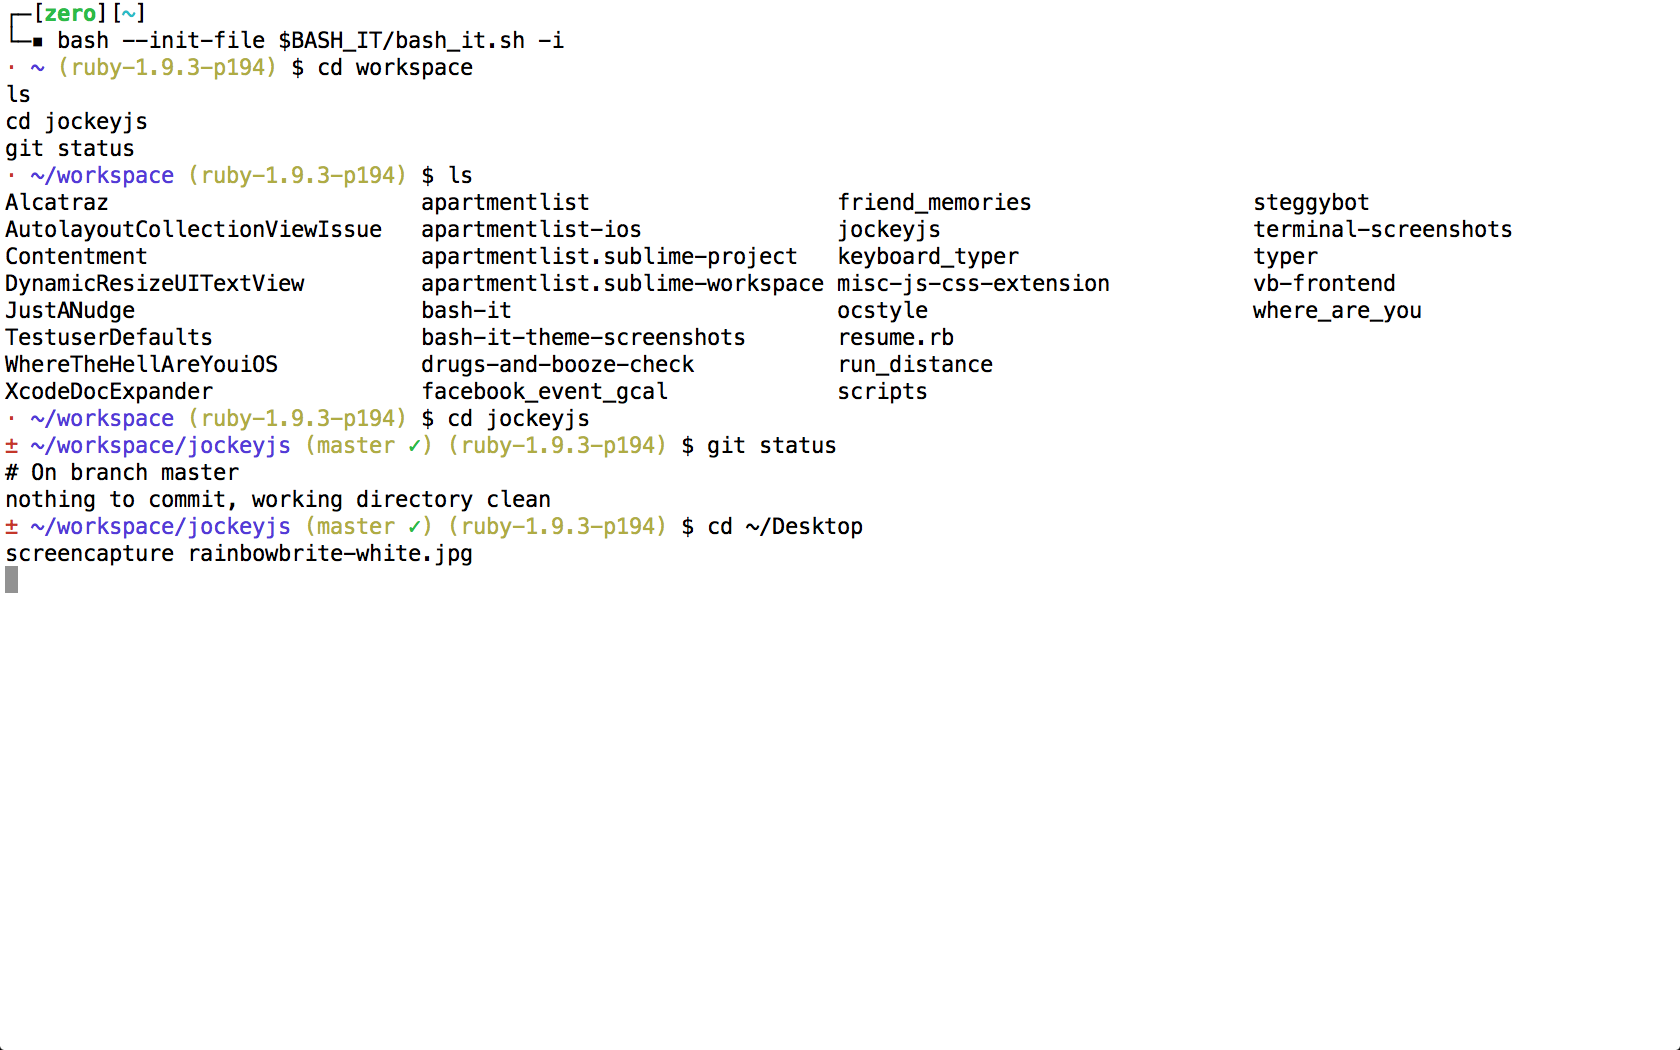 ┌─[zero][~]
└─▪ bash --init-file $BASH_IT/bash_it.sh -i
· ~ (ruby-1.9.3-p194) $ cd workspace
ls
cd jockeyjs
git status
· ~/workspace (ruby-1.9.3-p194) $ ls
Alcatraz apartmentlist friend_memories steggybot
AutolayoutCollectionViewIssue apartmentlist-ios jockeyjs terminal-screenshots
Contentment apartmentlist.sublime-project keyboard_typer typer
DynamicResizeUITextView apartmentlist.sublime-workspace misc-js-css-extension vb-frontend
JustANudge bash-it ocstyle where_are_you
TestuserDefaults bash-it-theme-screenshots resume.rb
WhereTheHellAreYouiOS drugs-and-booze-check run_distance
XcodeDocExpander facebook_event_gcal scripts
· ~/workspace (ruby-1.9.3-p194) $ cd jockeyjs
± ~/workspace/jockeyjs (master ✓) (ruby-1.9.3-p194) $ git status
# On branch master
nothing to commit, working directory clean
± ~/workspace/jockeyjs (master ✓) (ruby-1.9.3-p194) $ cd ~/Desktop
screencapture rainbowbrite-white.jpg